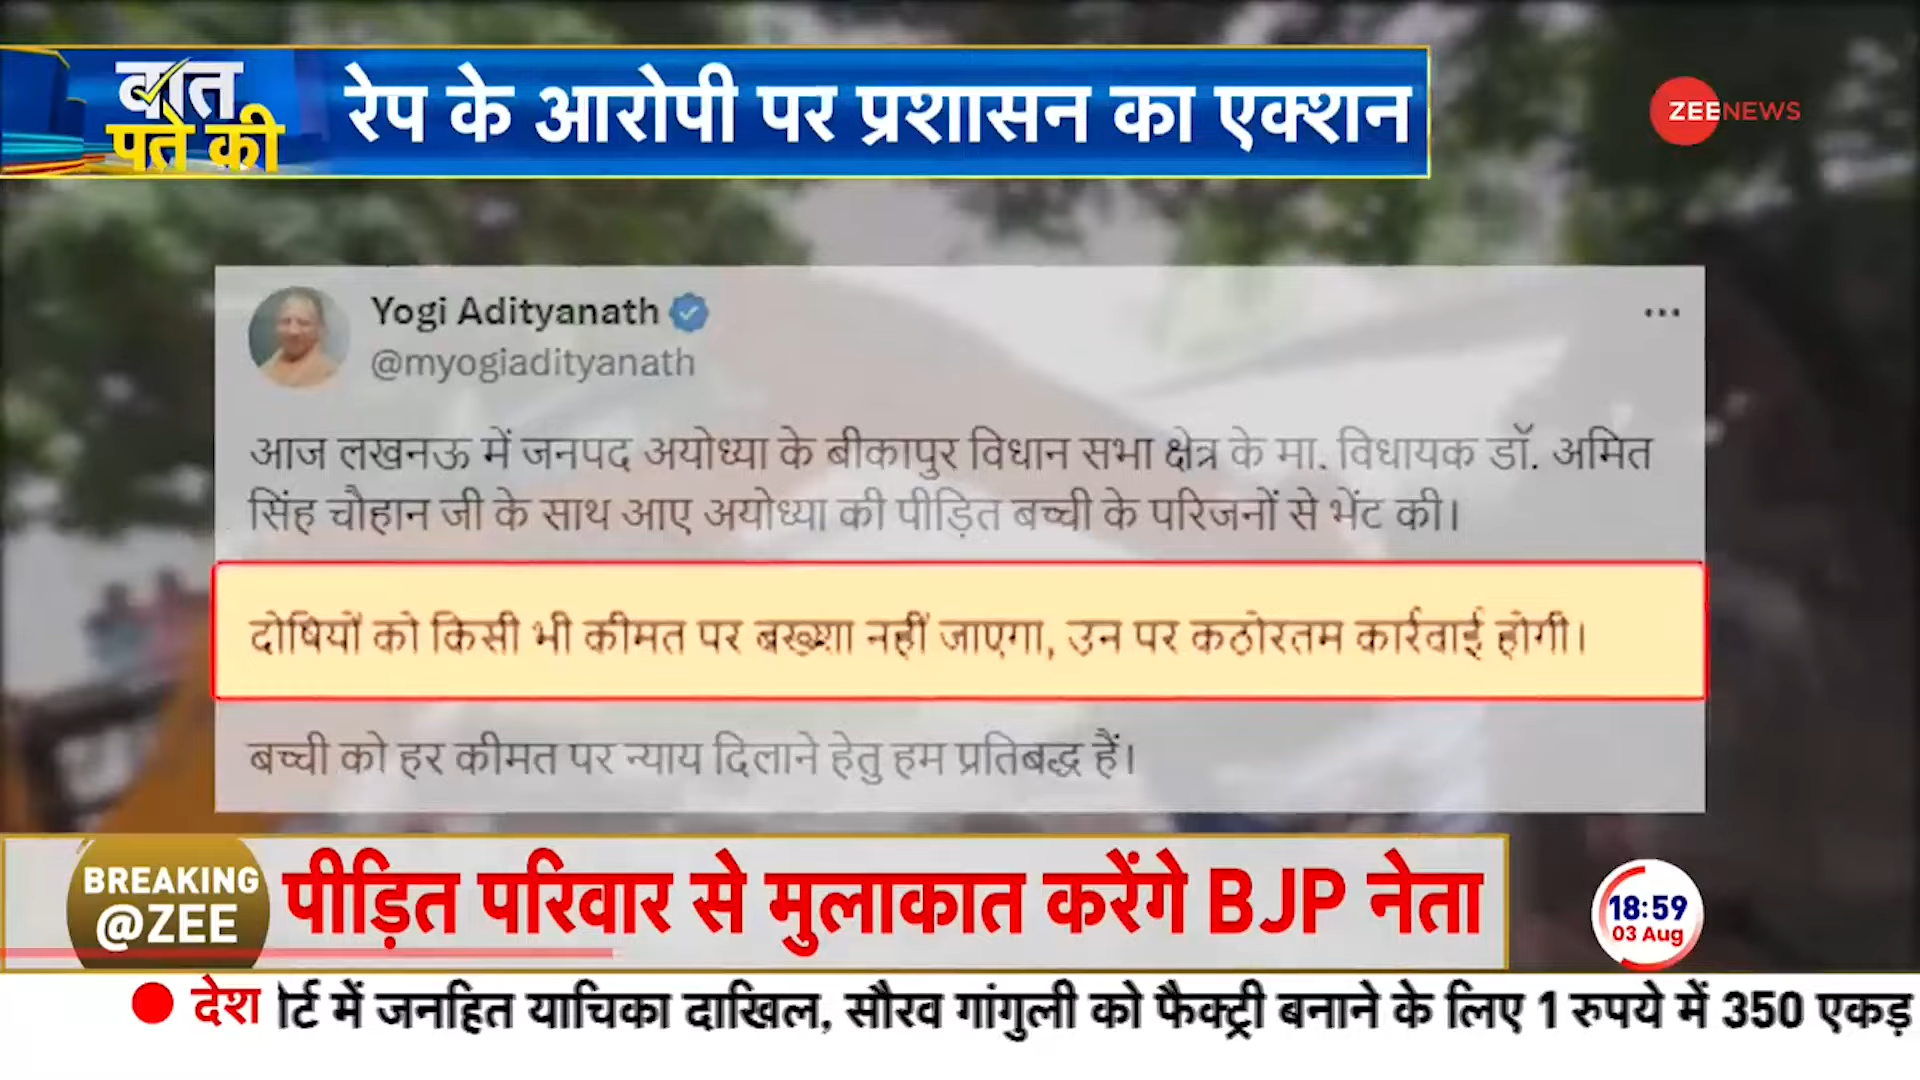 बात
पते की
रेप के आरोपी पर प्रशासन का एक्शन
ZEENEWS
Yogi Adityanath
@myogiadityanath
आज लखनऊ में जनपद अयोध्या के बीकापुर विधान सभा क्षेत्र के मा. विधायक डॉ. अमित
सिंह चौहान जी के साथ आए अयोध्या की पीड़ित बच्ची के परिजनों से भेंट की।
दोषियों को किसी भी कीमत पर बख्शा नहीं जाएगा, उन पर कठोरतम कार्रवाई होगी।
बच्ची को हर कीमत पर न्याय दिलाने हेतु हम प्रतिबद्ध हैं।
BREAKING
@ZEE
पीड़ित परिवार से मुलाकात करेंगे BJP नेता
18:59
03 Aug
देश र्ट में जनहित याचिका दाखिल, सौरव गांगुली को फैक्ट्री बनाने के लिए 1 रुपये में 350 एकड़